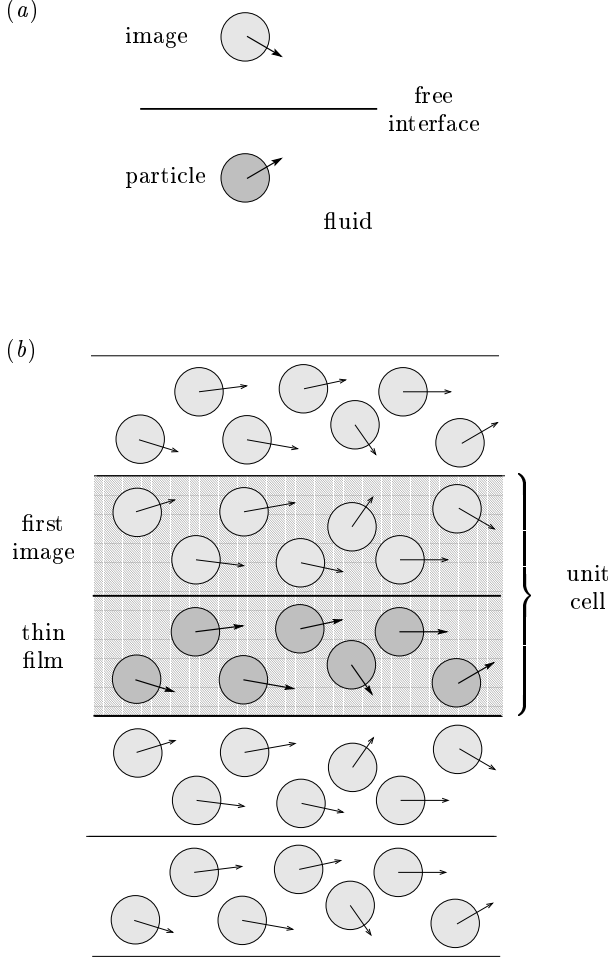 (a)
image
free
interface
particle
fluid
(b)
first
image
unit
cell
thin
film